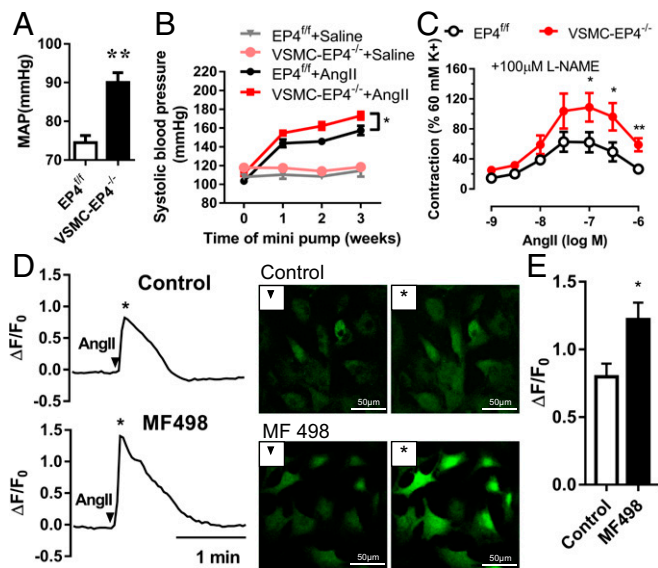 A
MAP(mmHg)
100
90
80
70
**
EP4f/f
VSMC-EP4-/-
B
EP4f/f+Saline
VSMC-EP4-/-+Saline
EP4f/f+AngII
VSMC-EP4-/-+AngII
Systolic blood pressure
(mmHg)
220
200
180
160
140
120
100
*
0 1 2 3
Time of mini pump (weeks)
C
EP4f/f
VSMC-EP4-/-
+100μM L-NAME
Contraction (% 60 mM K+)
160
120
80
40
0
* * **
-9 -8 -7 -6
AngII (log M)
D
Control
ΔF/F0
1.5
1.0
0.5
0.0
-0.5
*
AngII
MF498
ΔF/F0
1.5
1.0
0.5
0.0
-0.5
*
AngII
1 min
Control
*
50μm
50μm
MF 498
*
50μm
50μm
E
ΔF/F0
1.5
1.0
0.5
0.0
*
Control
MF498